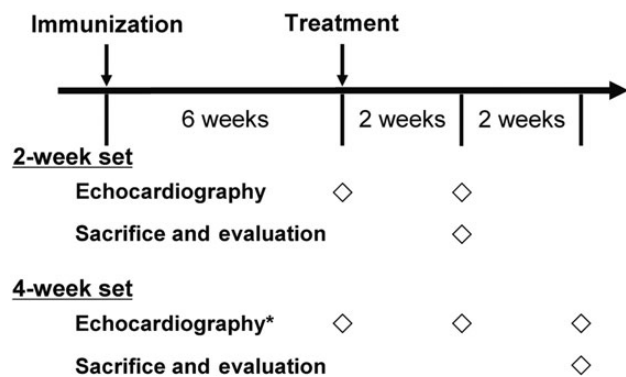 Immunization Treatment
6 weeks 2 weeks 2 weeks
2-week set
Echocardiography
Sacrifice and evaluation
4-week set
Echocardiography*
Sacrifice and evaluation